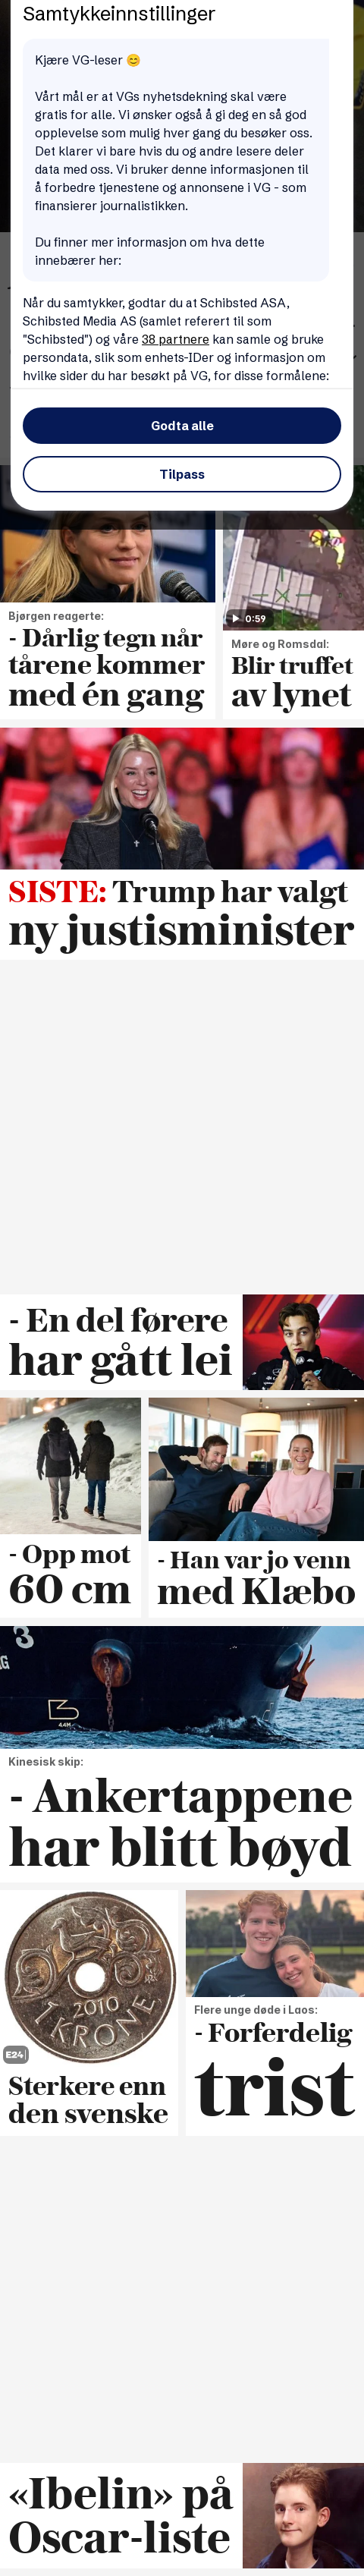 Samtykkeinnstillinger
Kjære VG-leser 😊
Vårt mål er at VGs nyhetsdekning skal være
gratis for alle. Vi ønsker også å gi deg en så god
opplevelse som mulig hver gang du besøker oss.
Det klarer vi bare hvis du og andre lesere deler
data med oss. Vi bruker denne informasjonen til
å forbedre tjenestene og annonsene i VG - som
finansierer journalistikken.
Du finner mer informasjon om hva dette
innebærer her:
Når du samtykker, godtar du at Schibsted ASA,
Schibsted Media AS (samlet referert til som
"Schibsted") og våre 38 partnere kan samle og bruke
persondata, slik som enhets-IDer og informasjon om
hvilke sider du har besøkt på VG, for disse formålene:
Godta alle
Tilpass
Bjørgen reagerte:
- Dårlig tegn når
tårene kommer
med én gang
0:59
Møre og Romsdal:
Blir truffet
av lynet
SISTE: Trump har valgt
ny justisminister
- En del førere
har gått lei
- Opp mot
60 cm
- Han var jo venn
med Klæbo
3
4.4M
Kinesisk skip:
- Ankertappene
har blitt bøyd
2010
1 KRONE
E24
Sterkere enn
den svenske
Flere unge døde i Laos:
- Forferdelig
trist
«Ibelin» på
Oscar-liste